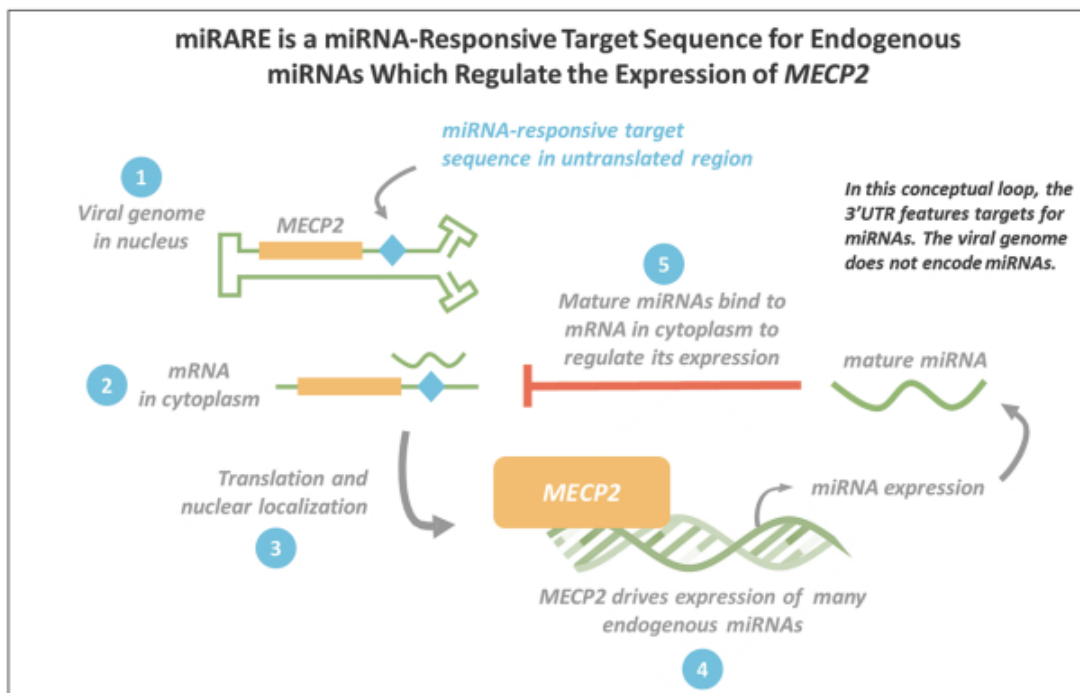 miRARE is a miRNA-Responsive Target Sequence for Endogenous
miRNAs Which Regulate the Expression of MECP2
miRNA-responsive target
sequence in untranslated region
1
Viral genome
in nucleus
MECP2
In this conceptual loop, the
3'UTR features targets for
miRNAs. The viral genome
does not encode miRNAs.
5
Mature miRNAs bind to
mRNA in cytoplasm to
regulate its expression
2
mRNA
in cytoplasm
mature miRNA
Translation and
nuclear localization
3
MECP2
miRNA expression
MECP2 drives expression of many
endogenous miRNAs
4